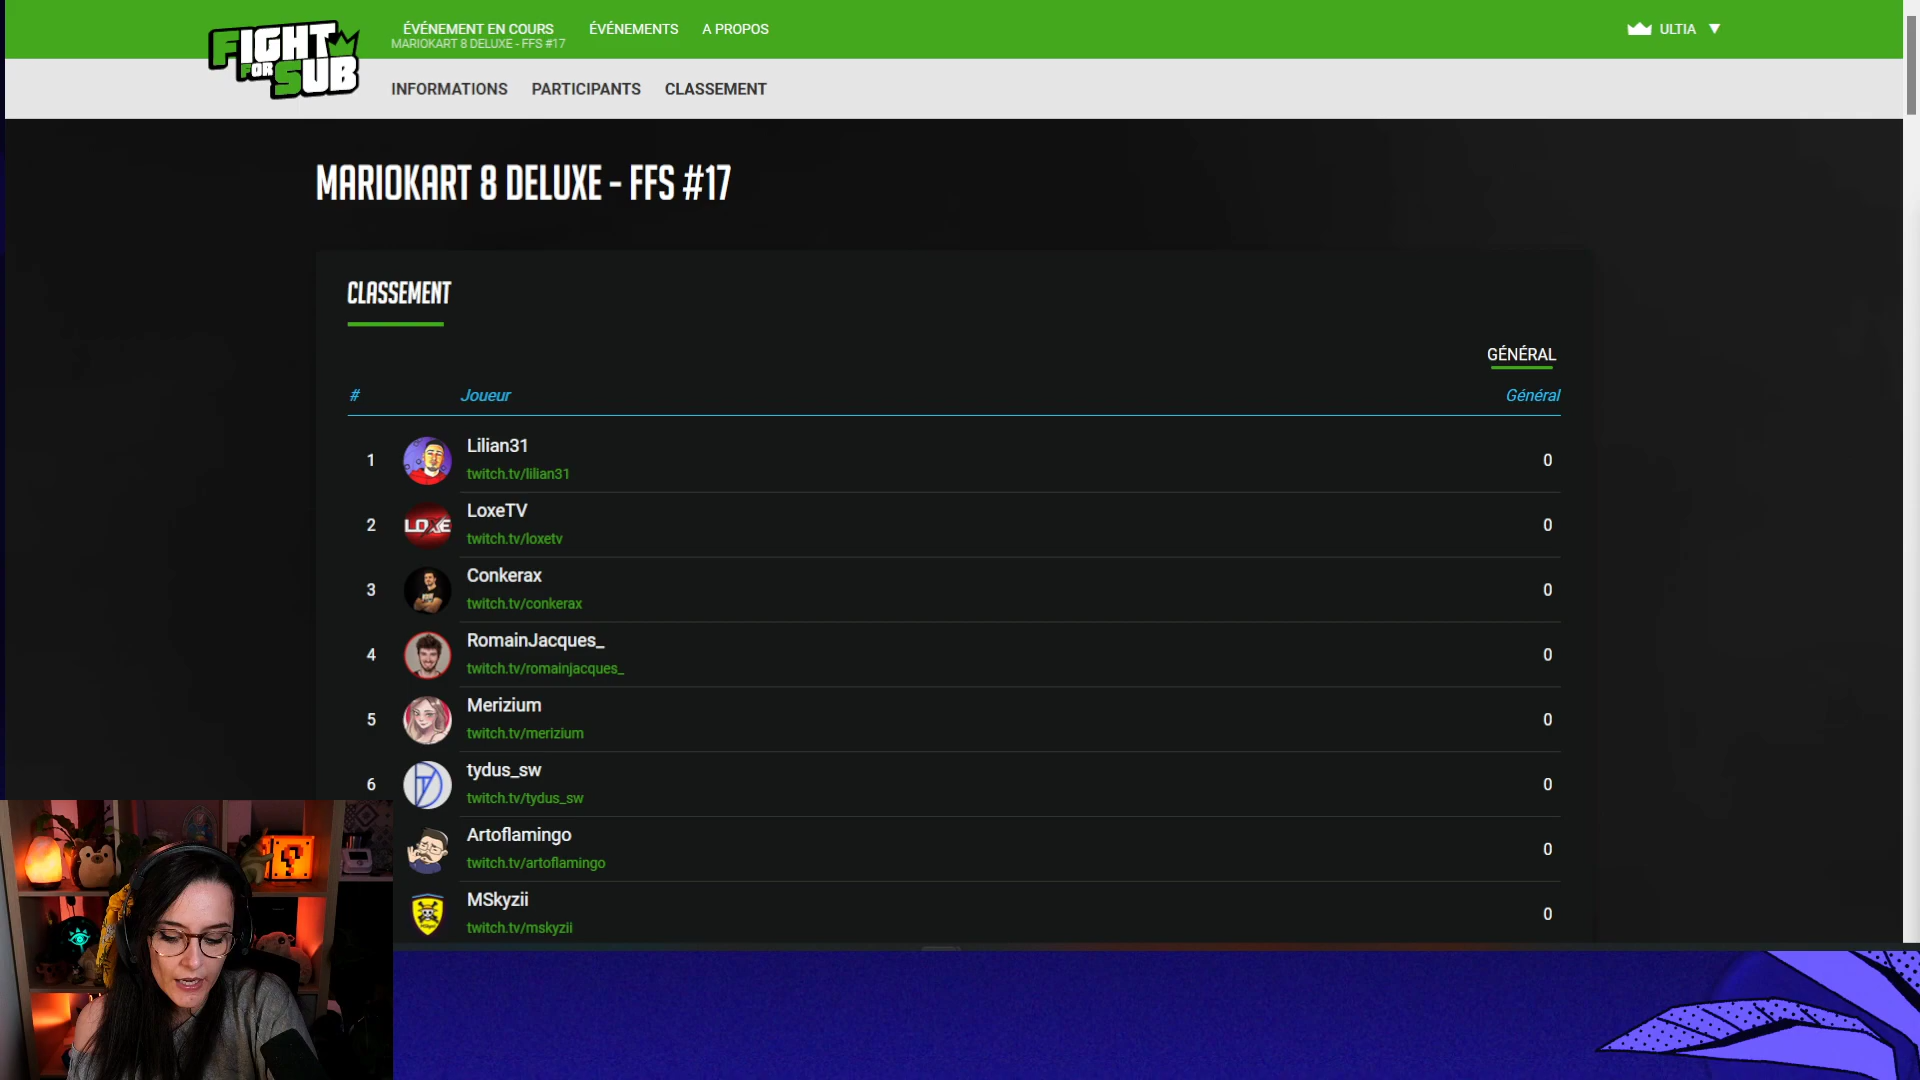 FIGHT
FOR
SUB
ÉVÉNEMENT EN COURS
MARIOKART 8 DELUXE - FFS #17
ÉVÉNEMENTS
A PROPOS
ULTIA ▼
INFORMATIONS
PARTICIPANTS
CLASSEMENT
MARIOKART 8 DELUXE - FFS #17
CLASSEMENT
GÉNÉRAL
# Joueur Général
1 Lilian31 0
twitch.tv/lilian31
2 LOXE LoxeTV 0
twitch.tv/loxetv
3 Conkerax 0
twitch.tv/conkerax
4 RomainJacques_ 0
twitch.tv/romainjacques_
5 Merizium 0
twitch.tv/merizium
6 tydus_sw 0
twitch.tv/tydus_sw
Artoflamingo 0
twitch.tv/artoflamingo
MSkyzii 0
twitch.tv/mskyzii